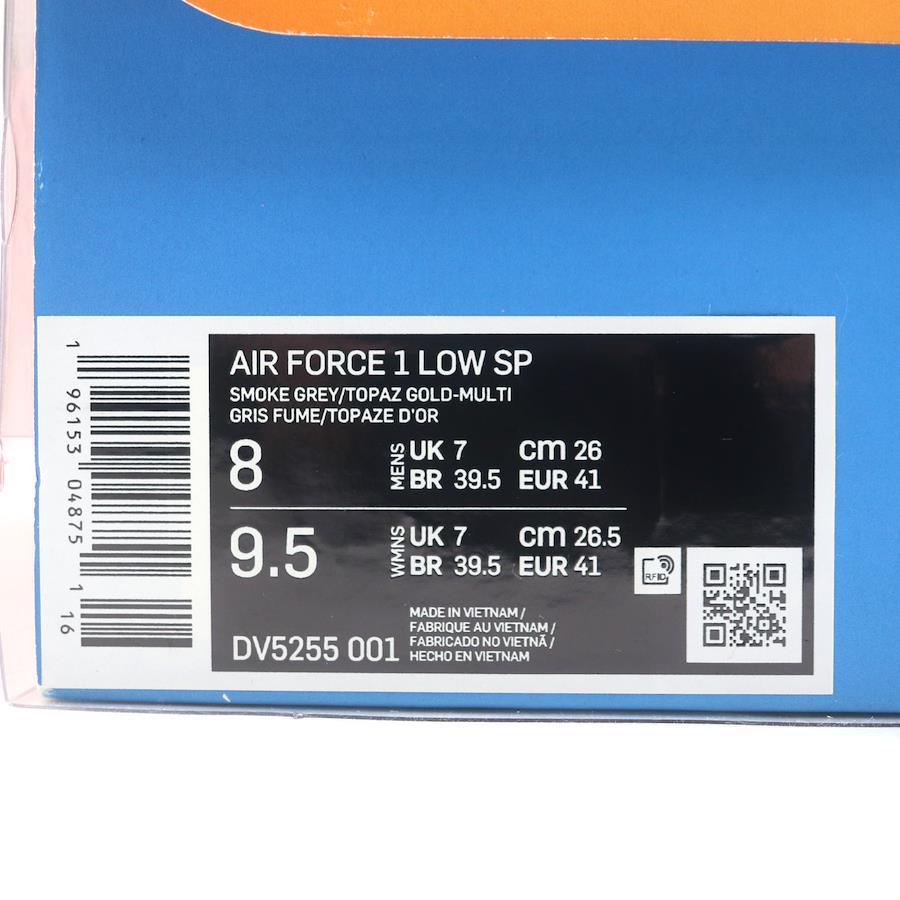 AIR FORCE 1 LOW SP
SMOKE GREY/TOPAZ GOLD-MULTI
GRIS FUME/TOPAZE D'OR
8 MENS UK 7 cm 26
BR 39.5 EUR 41
9.5 WMNS UK 7 cm 26.5
BR 39.5 EUR 41
RFID
MADE IN VIETNAM /
FABRIQUE AU VIETNAM /
FABRICADO NO VIETNÃ /
HECHO EN VIETNAM
DV5255 001
1 96153 04875 1 16